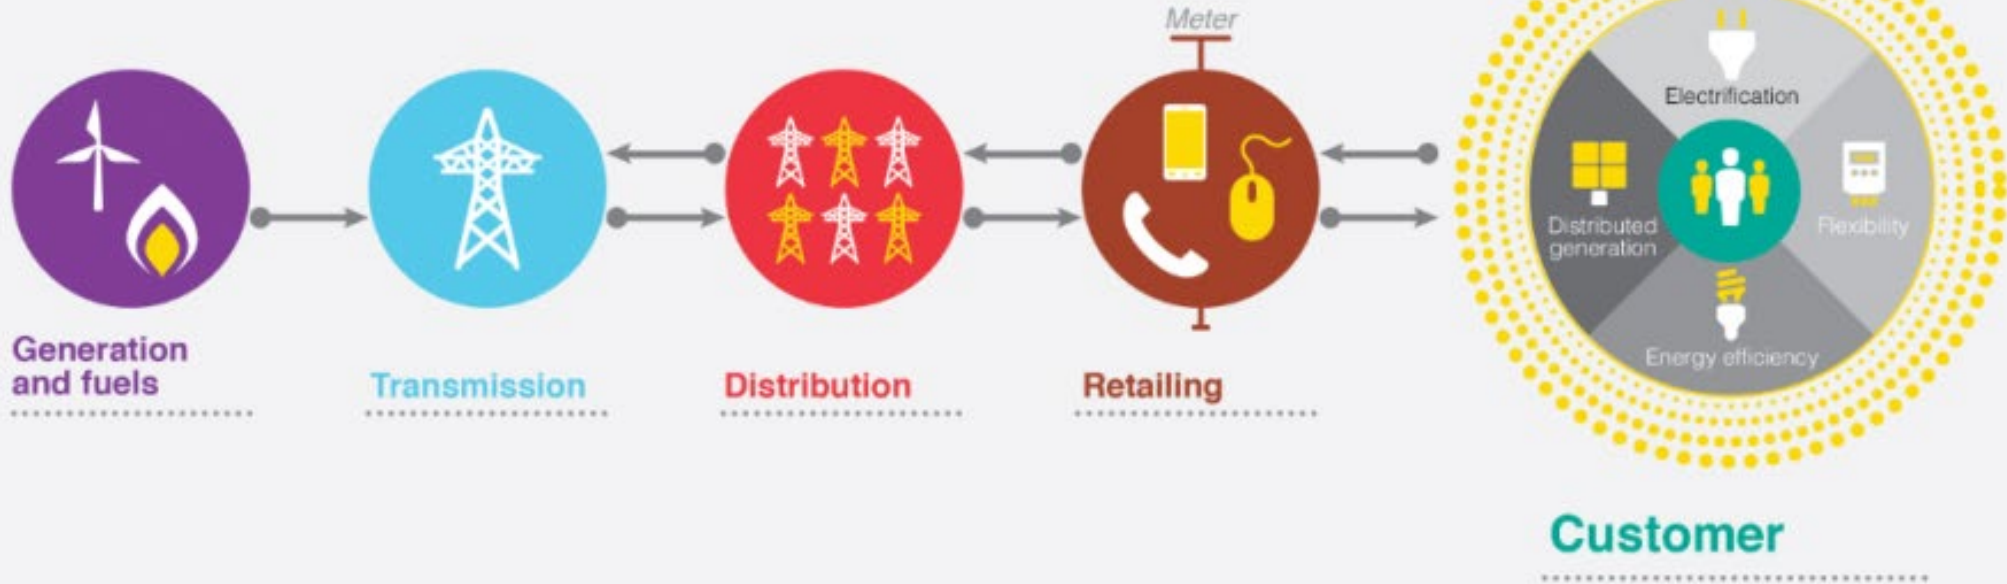 Meter
Electrification
Distributed
generation
Flexibility
Energy efficiency
Generation
and fuels
Transmission
Distribution
Retailing
Customer